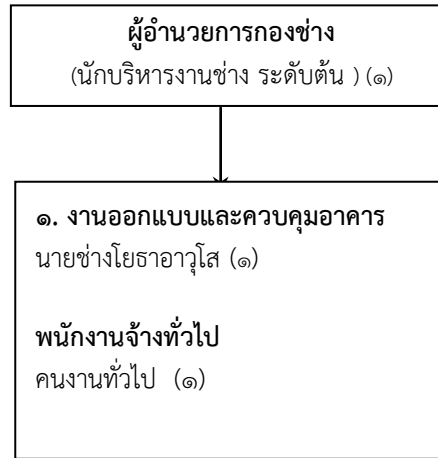 ผู้อำนวยการกองช่าง
(นักบริหารงานช่าง ระดับต้น ) (๑)
๑. งานออกแบบและควบคุมอาคาร
นายช่างโยธาอาวุโส (๑)
พนักงานจ้างทั่วไป
คนงานทั่วไป (๑)